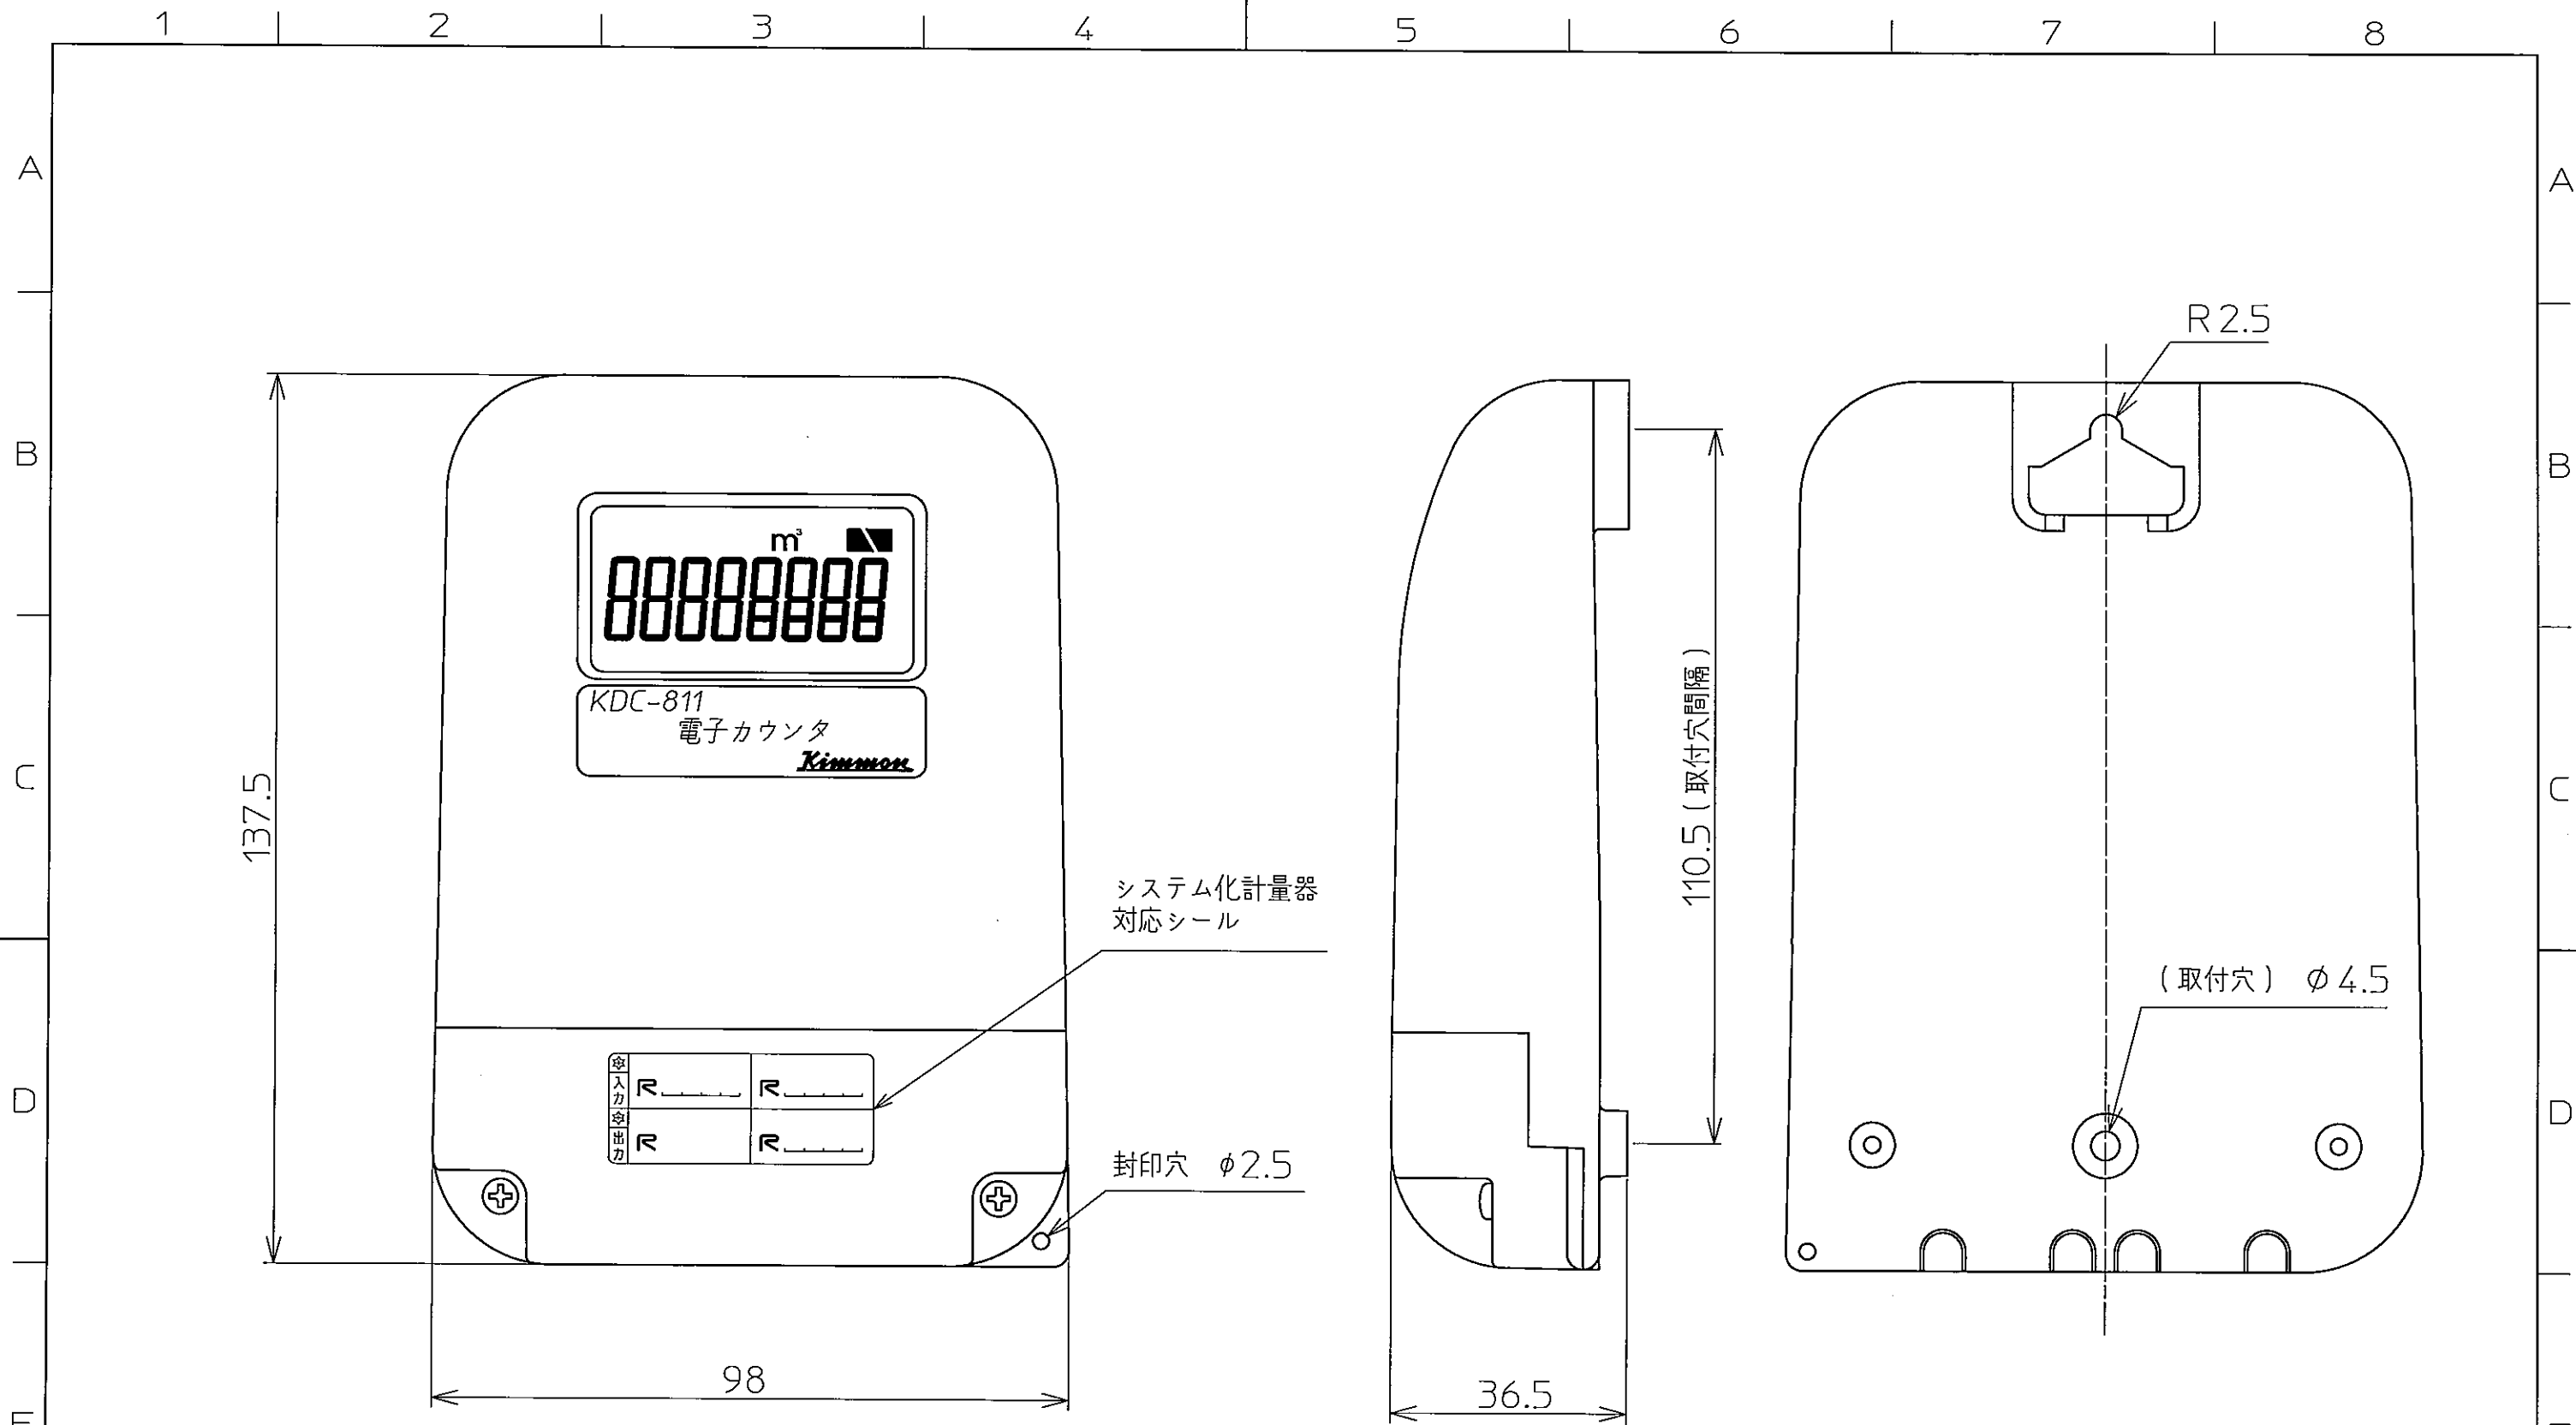 1 2 3 4 5 6 7 8
A A
B B
C C
D D
E
R2.5
m³
88888888
KDC-811
電子カウンタ
Kimmon
137.5
110.5(取付穴間隔)
システム化計量器
対応シール
(取付穴) φ4.5
入力 R R
出力 R R
封印穴 φ2.5
98
36.5